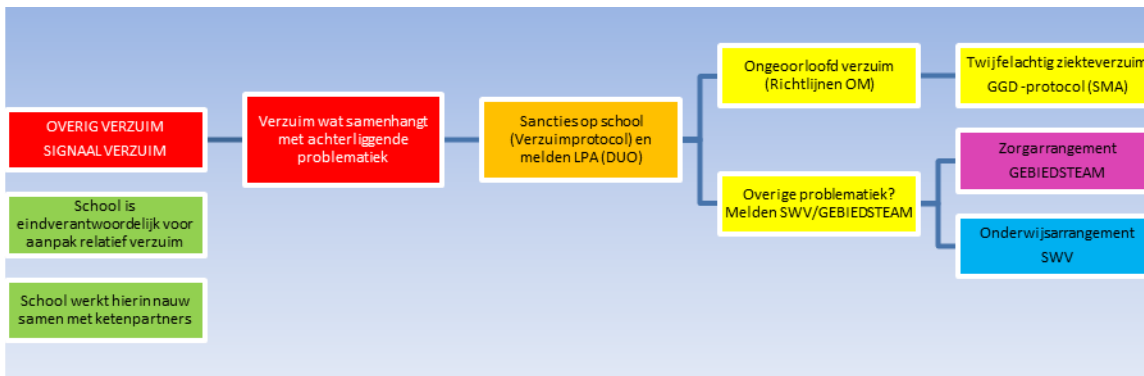 OVERIG VERZUIM
SIGNAAL VERZUIM
School is
eindverantwoordelijk voor
aanpak relatief verzuim
School werkt hierin nauw
samen met ketenpartners
Verzuim wat samenhangt
met achterliggende
problematiek
Sancties op school
(Verzuimprotocol) en
melden LPA (DUO)
Ongeoorloofd verzuim
(Richtlijnen OM)
Twijfelachtig ziekteverzuim
GGD -protocol (SMA)
Overige problematiek?
Melden SWV/GEBIEDSTEAM
Zorgarrangement
GEBIEDSTEAM
Onderwijsarrangement
SWV